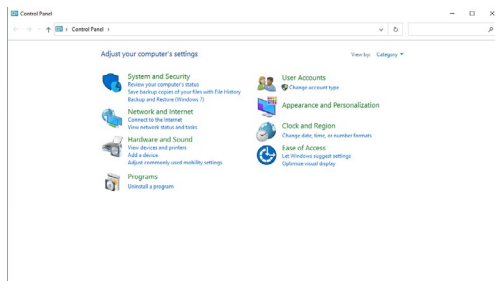 Control Panel
Control Panel
Adjust your computer's settings
View by: Category
System and Security
Review your computer's status
Save backup copies of your files with File History
Backup and Restore (Windows 7)
Network and Internet
Connect to the Internet
View network status and tasks
Hardware and Sound
View devices and printers
Add a device
Adjust commonly used mobility settings
Programs
Uninstall a program
User Accounts
Change account type
Appearance and Personalization
Clock and Region
Change date, time, or number formats
Ease of Access
Let Windows suggest settings
Optimize visual display